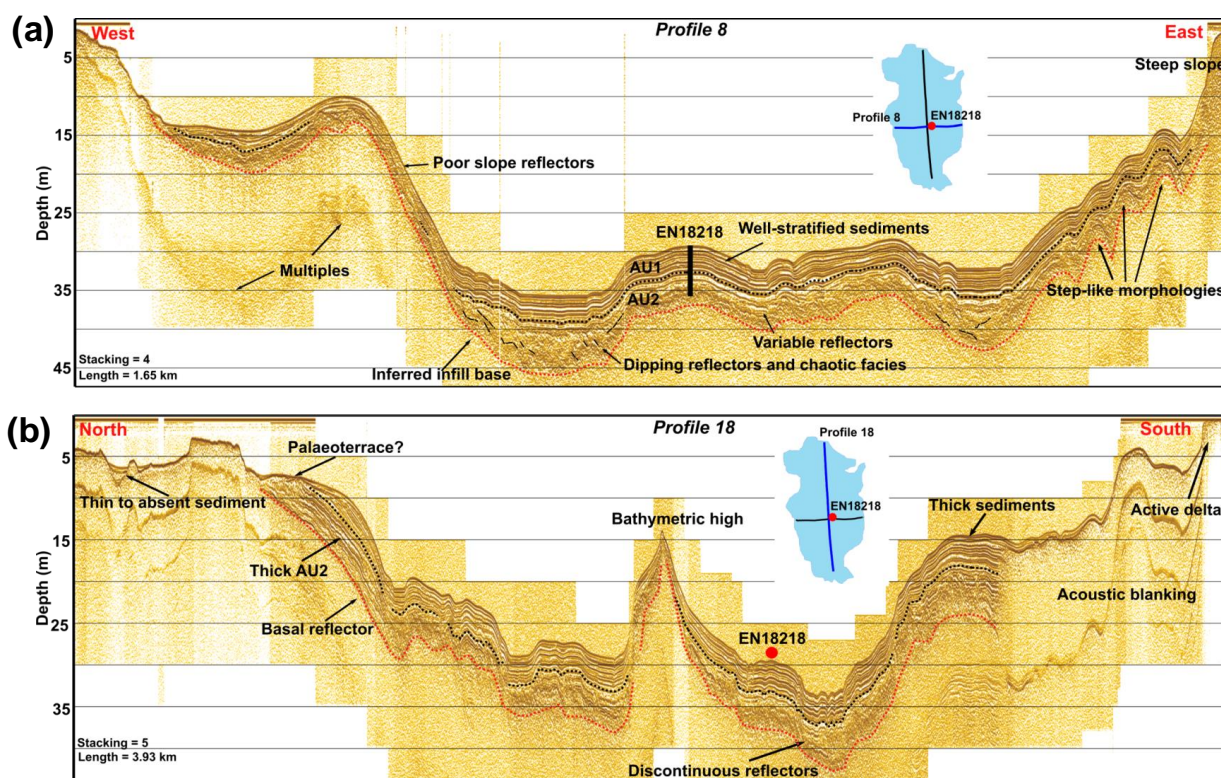 (a)
West
Profile 8
East
Steep slope
5
Profile 8
EN18218
15
Poor slope reflectors
Depth (m)
25
EN18218
Well-stratified sediments
AU1
Multiples
Step-like morphologies
35
AU2
Variable reflectors
Dipping reflectors and chaotic facies
Stacking = 4
Inferred infill base
45
Length = 1.65 km
(b)
North
Profile 18
South
Profile 18
Palaeoterrace?
5
Thin to absent sediment
EN18218
Thick sediments
Active delta
Bathymetric high
15
Thick AU2
Depth (m)
Acoustic blanking
Basal reflector
25
EN18218
35
Stacking = 5
Length = 3.93 km
Discontinuous reflectors